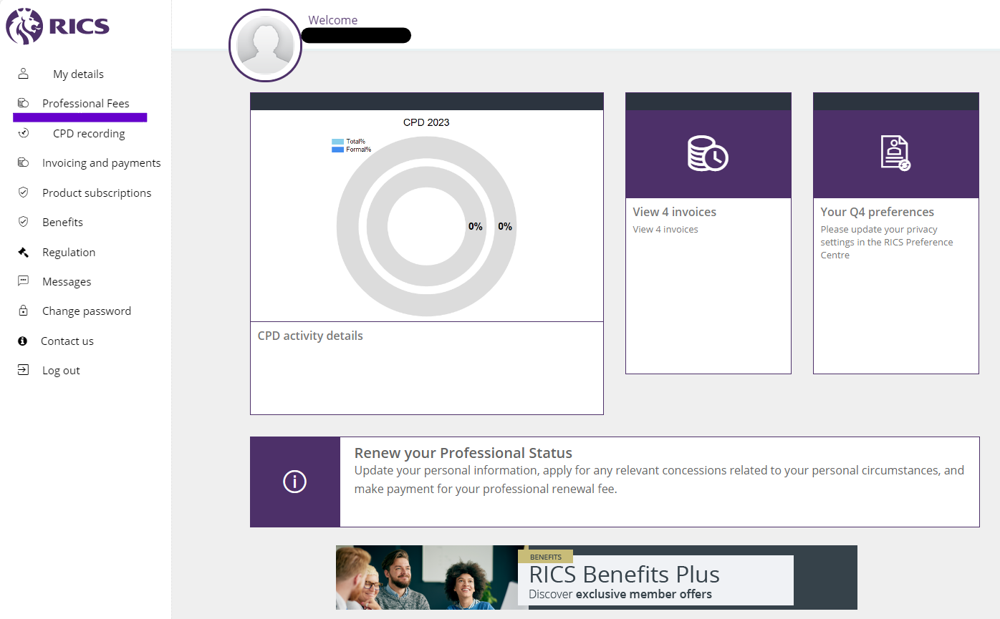 RICS
My details
Professional Fees
CPD recording
Invoicing and payments
Product subscriptions
Benefits
Regulation
Messages
Change password
Contact us
Log out
Welcome
CPD 2023
Total%
Formal%
0% 0%
CPD activity details
View 4 invoices
View 4 invoices
Your Q4 preferences
Please update your privacy
settings in the RICS Preference
Centre
Renew your Professional Status
Update your personal information, apply for any relevant concessions related to your personal circumstances, and
make payment for your professional renewal fee.
BENEFITS
RICS Benefits Plus
Discover exclusive member offers